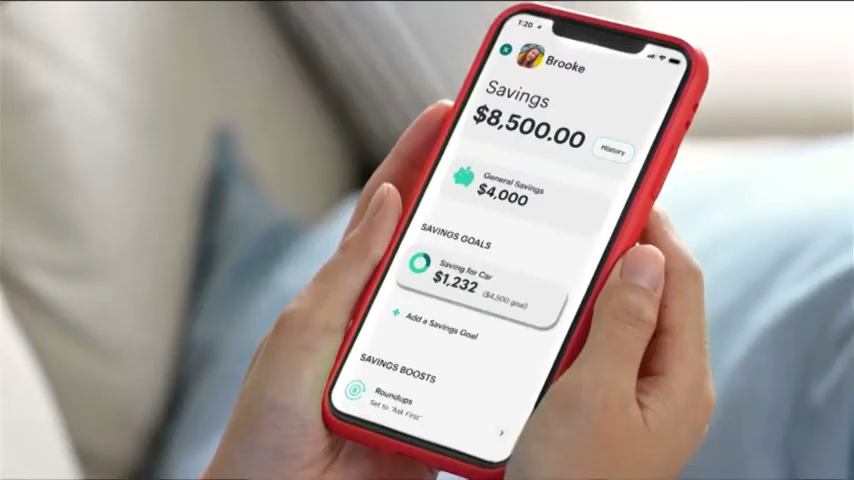 1:20
Brooke
Savings
$8,500.00
History
General Savings
$4,000
SAVINGS GOALS
Saving for Car
$1,232 ($4,500 goal)
+ Add a Savings Goal
SAVINGS BOOSTS
Roundups
Set to "Ask First"